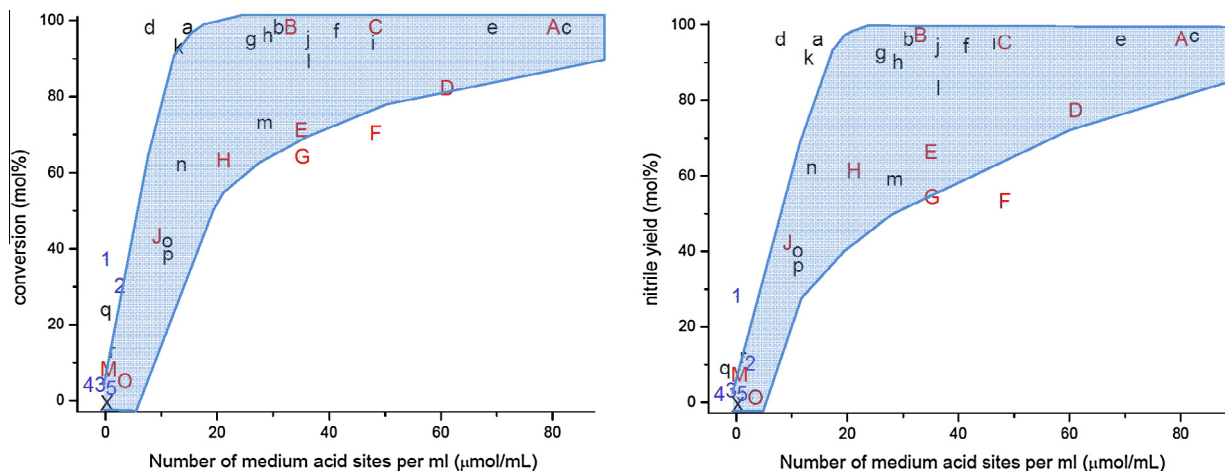 100
80
60
40
20
0
conversion (mol%)
d a k i b B h f j l C i e A c
D
m E F G
n H
J o p
1
2
q
r
M
4 3 5 O
X
0 20 40 60 80
Number of medium acid sites per ml (µmol/mL)
100
80
60
40
20
0
nitrile yield (mol%)
d a k g b B h f j l C i e A c
D
E F G m
n H
J o p
1
2
q r
M
4 3 5 O
X
0 20 40 60 80
Number of medium acid sites per ml (µmol/mL)